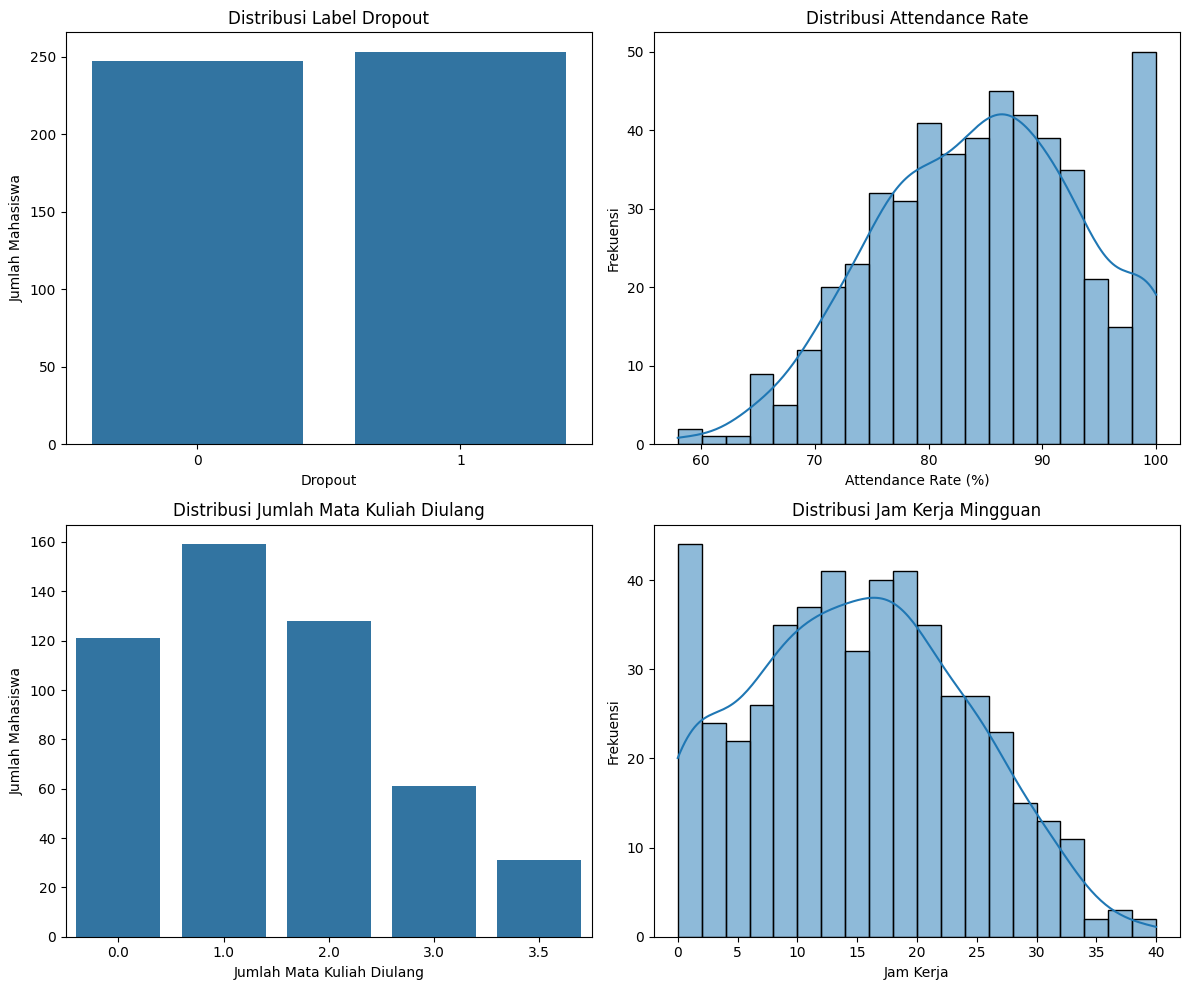 Distribusi Label Dropout
Jumlah Mahasiswa
250
200
150
100
50
0
0 1
Dropout
Distribusi Attendance Rate
Frekuensi
50
40
30
20
10
0
60 70 80 90 100
Attendance Rate (%)
Distribusi Jumlah Mata Kuliah Diulang
Jumlah Mahasiswa
160
140
120
100
80
60
40
20
0
0.0 1.0 2.0 3.0 3.5
Jumlah Mata Kuliah Diulang
Distribusi Jam Kerja Mingguan
Frekuensi
40
30
20
10
0
0 5 10 15 20 25 30 35 40
Jam Kerja